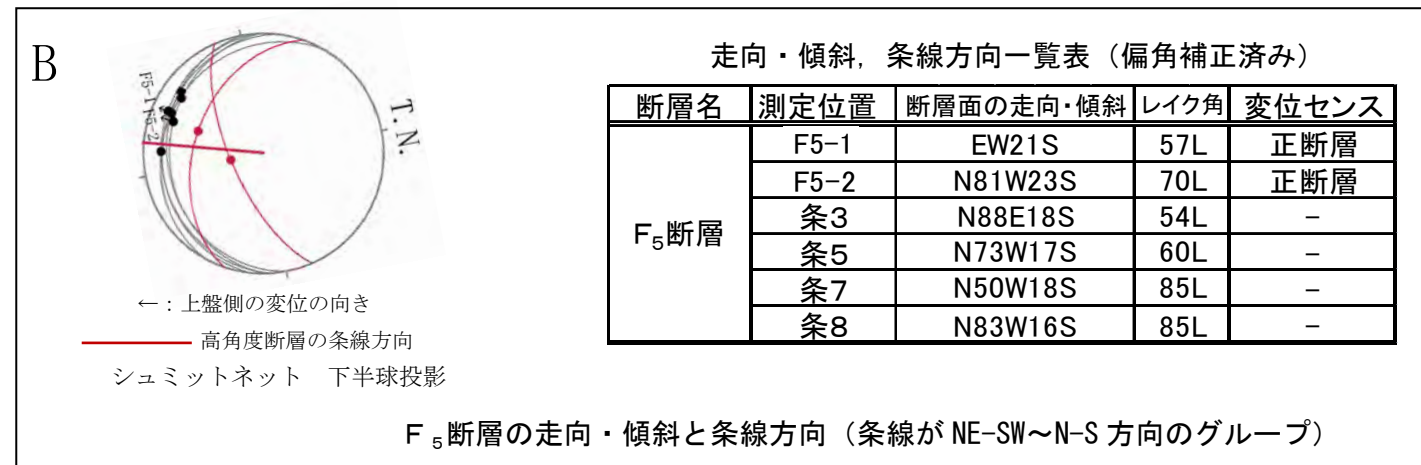 B
F5-1
F5-2
T.N.
←：上盤側の変位の向き
高角度断層の条線方向
シュミットネット　下半球投影
走向・傾斜，条線方向一覧表（偏角補正済み）
断層名 測定位置 断層面の走向・傾斜 レイク角 変位センス
F₅断層
F5-1 EW21S 57L 正断層
F5-2 N81W23S 70L 正断層
条3 N88E18S 54L －
条5 N73W17S 60L －
条7 N50W18S 85L －
条8 N83W16S 85L －
Ｆ₅断層の走向・傾斜と条線方向（条線が NE-SW～N-S 方向のグループ）